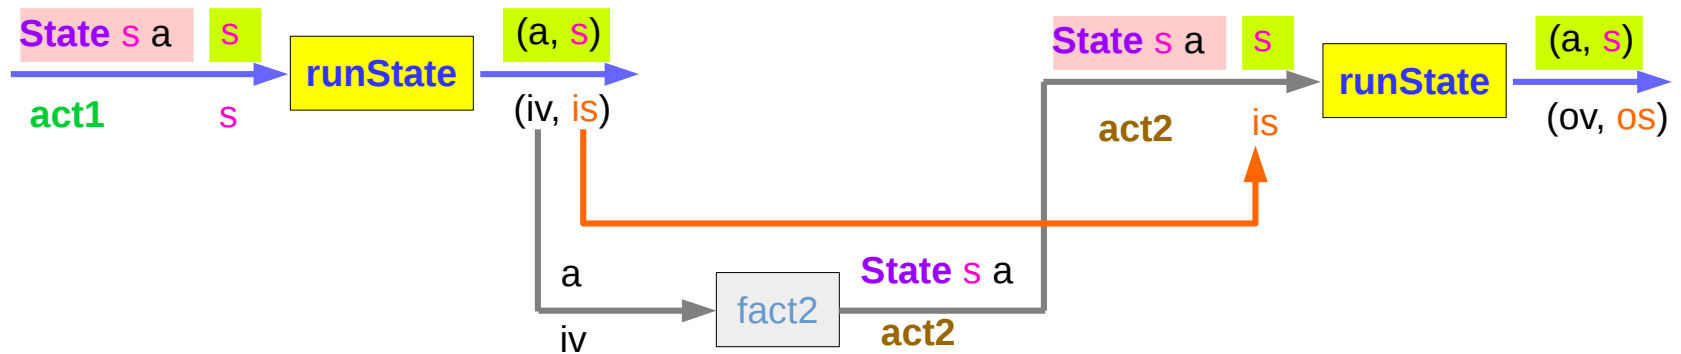 State s a s (a, s) State s a s (a, s)
runState runState
act1 s (iv, is) act2 is (ov, os)
a State s a
fact2
iv act2